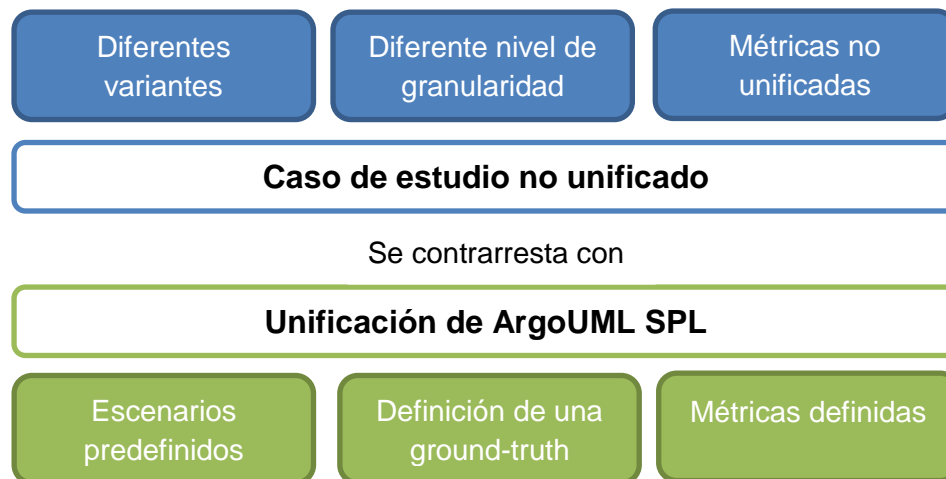 Diferentes
variantes
Diferente nivel de
granularidad
Métricas no
unificadas
Caso de estudio no unificado
Se contrarresta con
Unificación de ArgoUML SPL
Escenarios
predefinidos
Definición de una
ground-truth
Métricas definidas